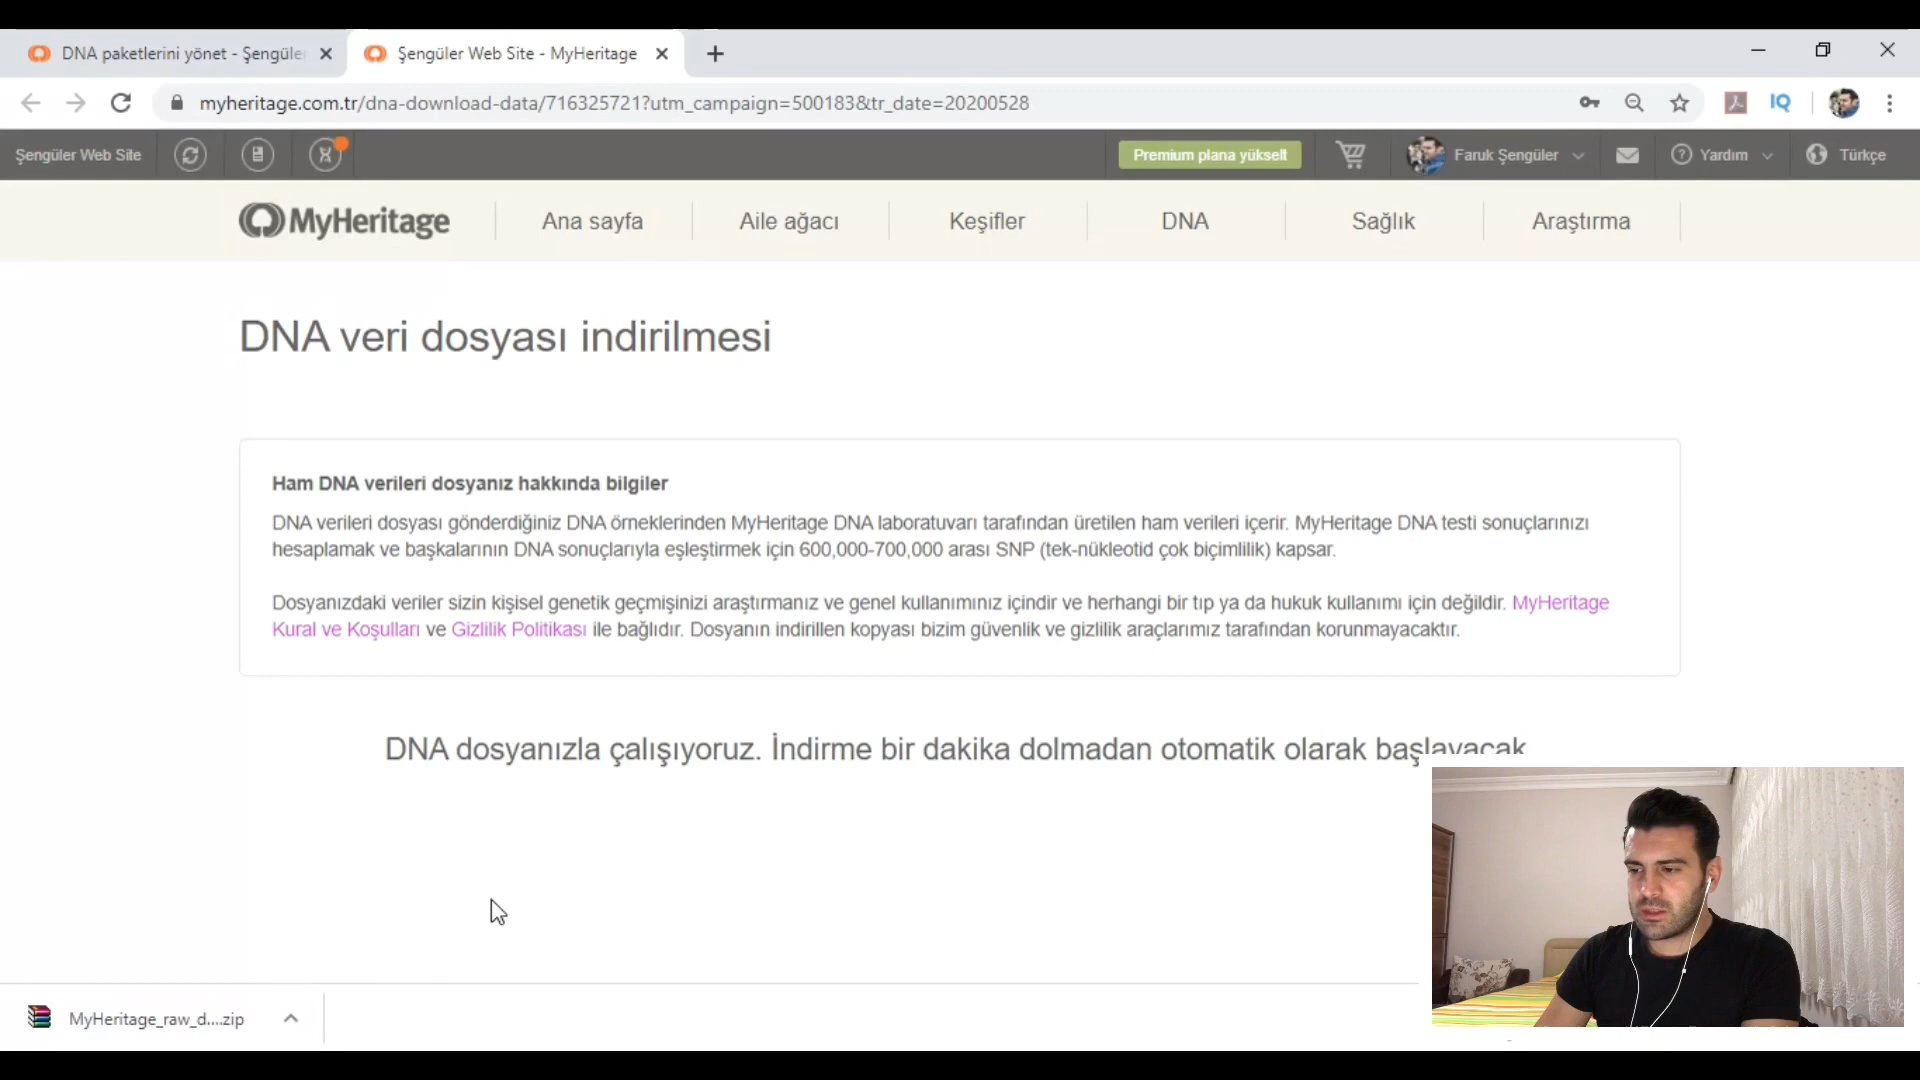 DNA paketlerini yönet - Şengüle
Şengüler Web Site - MyHeritage
myheritage.com.tr/dna-download-data/716325721?utm_campaign=500183&tr_date=20200528
IQ
Şengüler Web Site
Premium plana yükselt
Faruk Şengüler
Yardım
Türkçe
MyHeritage
Ana sayfa
Aile ağacı
Keşifler
DNA
Sağlık
Araştırma
DNA veri dosyası indirilmesi
Ham DNA verileri dosyanız hakkında bilgiler
DNA verileri dosyası gönderdiğiniz DNA örneklerinden MyHeritage DNA laboratuvarı tarafından üretilen ham verileri içerir. MyHeritage DNA testi sonuçlarınızı
hesaplamak ve başkalarının DNA sonuçlarıyla eşleştirmek için 600,000-700,000 arası SNP (tek-nükleotid çok biçimlilik) kapsar.
Dosyanızdaki veriler sizin kişisel genetik geçmişinizi araştırmanız ve genel kullanımınız içindir ve herhangi bir tıp ya da hukuk kullanımı için değildir. MyHeritage
Kural ve Koşulları ve Gizlilik Politikası ile bağlıdır. Dosyanın indirillen kopyası bizim güvenlik ve gizlilik araçlarımız tarafından korunmayacaktır.
DNA dosyanızla çalışıyoruz. İndirme bir dakika dolmadan otomatik olarak başlayacak
MyHeritage_raw_d....zip